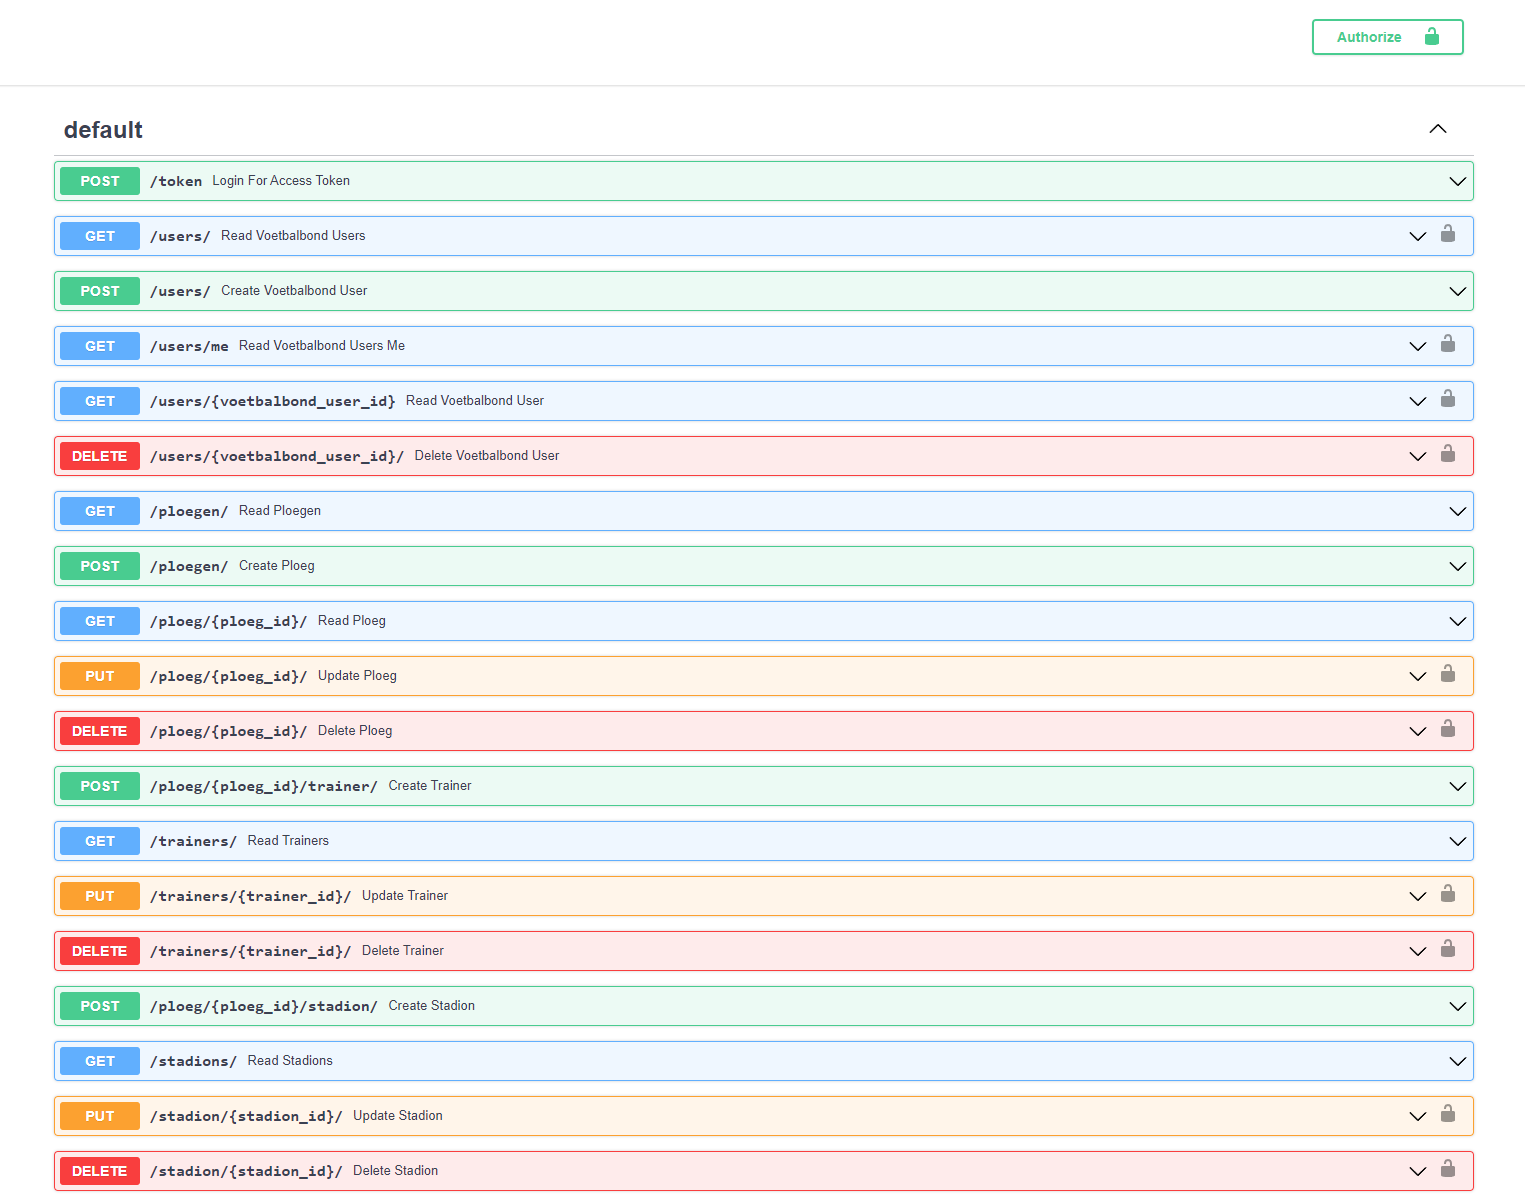 Authorize
default
POST /token Login For Access Token
GET /users/ Read Voetbalbond Users
POST /users/ Create Voetbalbond User
GET /users/me Read Voetbalbond Users Me
GET /users/{voetbalbond_user_id} Read Voetbalbond User
DELETE /users/{voetbalbond_user_id}/ Delete Voetbalbond User
GET /ploegen/ Read Ploegen
POST /ploegen/ Create Ploeg
GET /ploeg/{ploeg_id}/ Read Ploeg
PUT /ploeg/{ploeg_id}/ Update Ploeg
DELETE /ploeg/{ploeg_id}/ Delete Ploeg
POST /ploeg/{ploeg_id}/trainer/ Create Trainer
GET /trainers/ Read Trainers
PUT /trainers/{trainer_id}/ Update Trainer
DELETE /trainers/{trainer_id}/ Delete Trainer
POST /ploeg/{ploeg_id}/stadion/ Create Stadion
GET /stadions/ Read Stadions
PUT /stadion/{stadion_id}/ Update Stadion
DELETE /stadion/{stadion_id}/ Delete Stadion